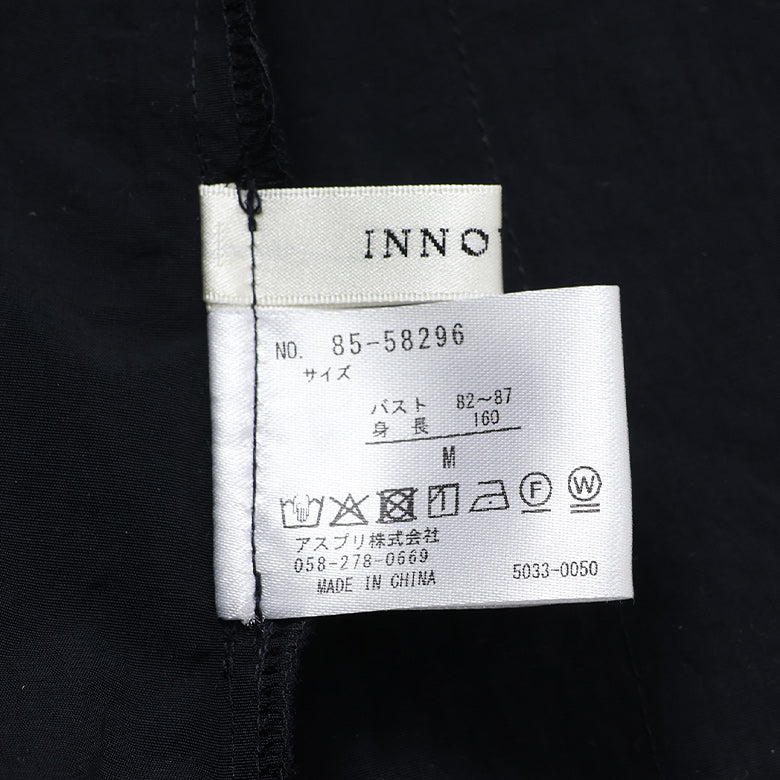 INNO
NO. 85-58296
サイズ
バスト 82～87
身長 160
M
F W
アスプリ株式会社
058-278-0669
MADE IN CHINA
5033-0050